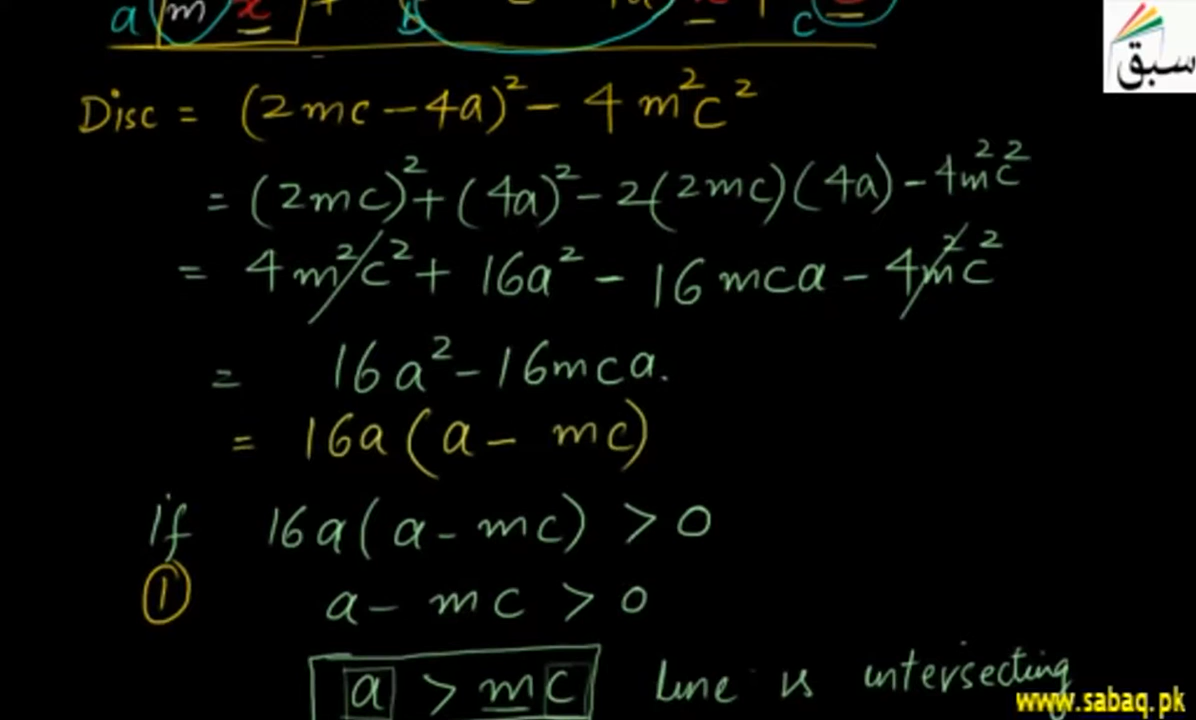 a m x + b c
سبق
Disc = (2mc - 4a)² - 4m²c²
= (2mc)² + (4a)² - 2(2mc)(4a) - 4m²c²
= 4m²c² + 16a² - 16mca - 4m²c²
= 16a² - 16mca.
= 16a(a - mc)
If 16a(a - mc) > 0
① a - mc > 0
a > mc line is intersecting
www.sabaq.pk